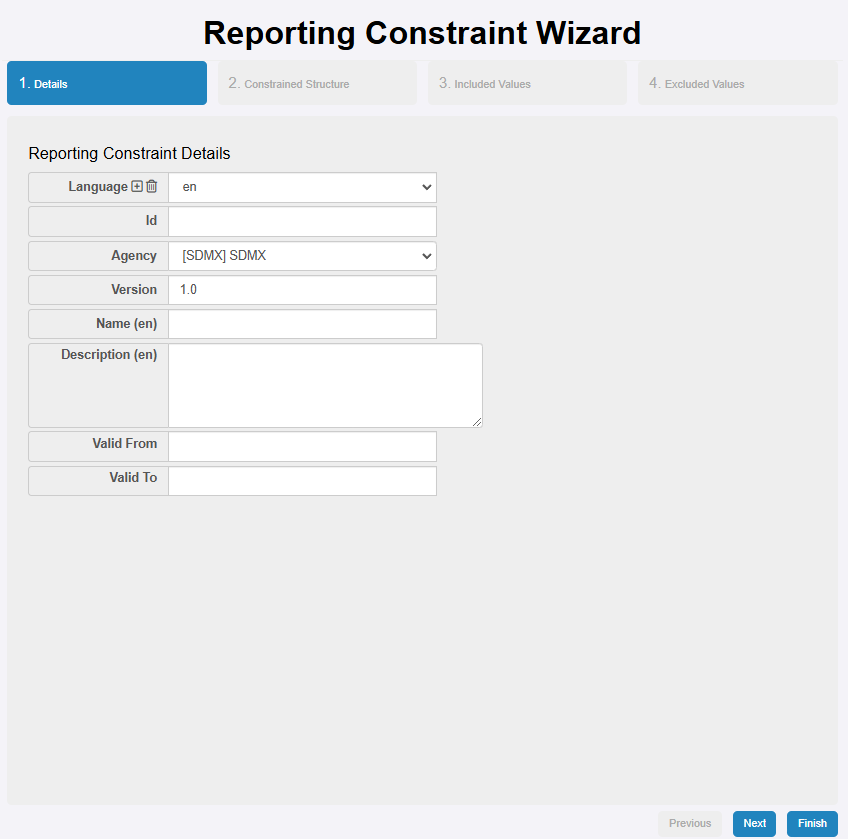 Reporting Constraint Wizard
1. Details
2. Constrained Structure
3. Included Values
4. Excluded Values
Reporting Constraint Details
Language
en
Id
Agency
[SDMX] SDMX
Version
1.0
Name (en)
Description (en)
Valid From
Valid To
Previous
Next
Finish